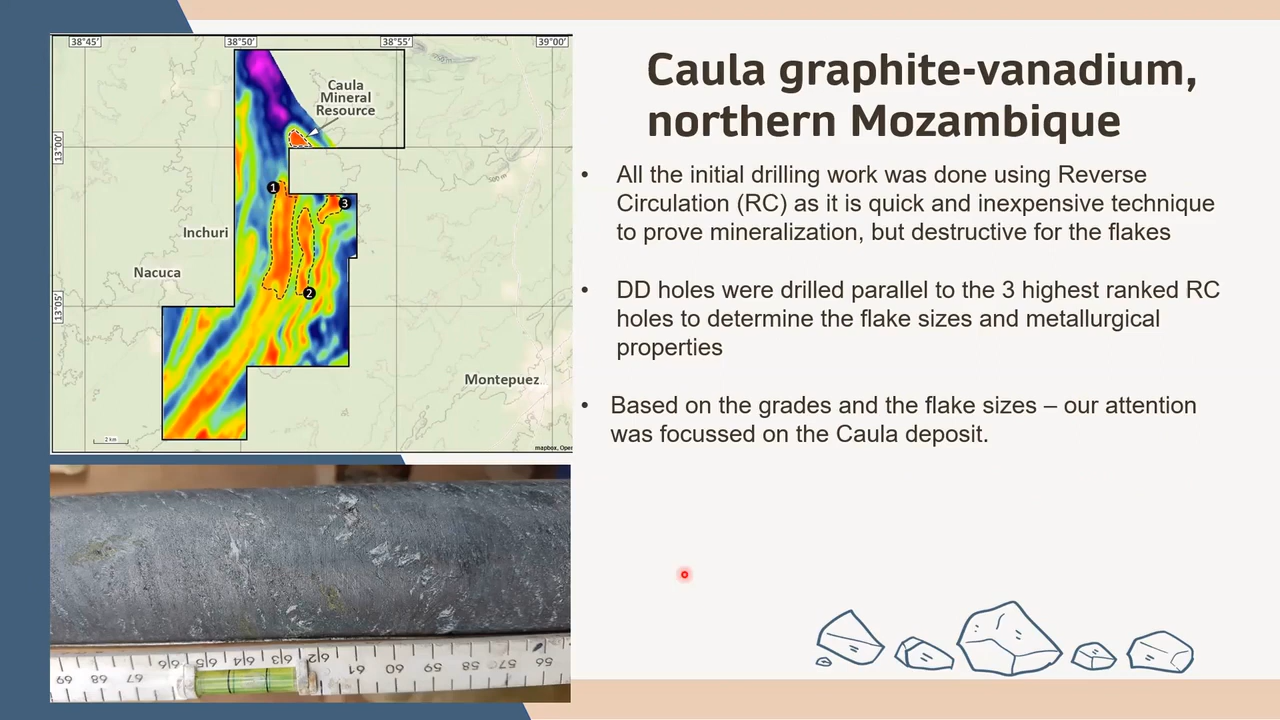 Caula graphite-vanadium,
northern Mozambique
• All the initial drilling work was done using Reverse
Circulation (RC) as it is quick and inexpensive technique
to prove mineralization, but destructive for the flakes
• DD holes were drilled parallel to the 3 highest ranked RC
holes to determine the flake sizes and metallurgical
properties
• Based on the grades and the flake sizes – our attention
was focussed on the Caula deposit.
38°45' 38°50' 38°55' 39°00'
Caula
Mineral
Resource
13°00'
1
3
500 m
Inchuri
Nacuca
2
13°05'
Montepuez
2 km
mapbox, Open
69 68 67 66 65 64 63 62 61 60 59 58 57 56